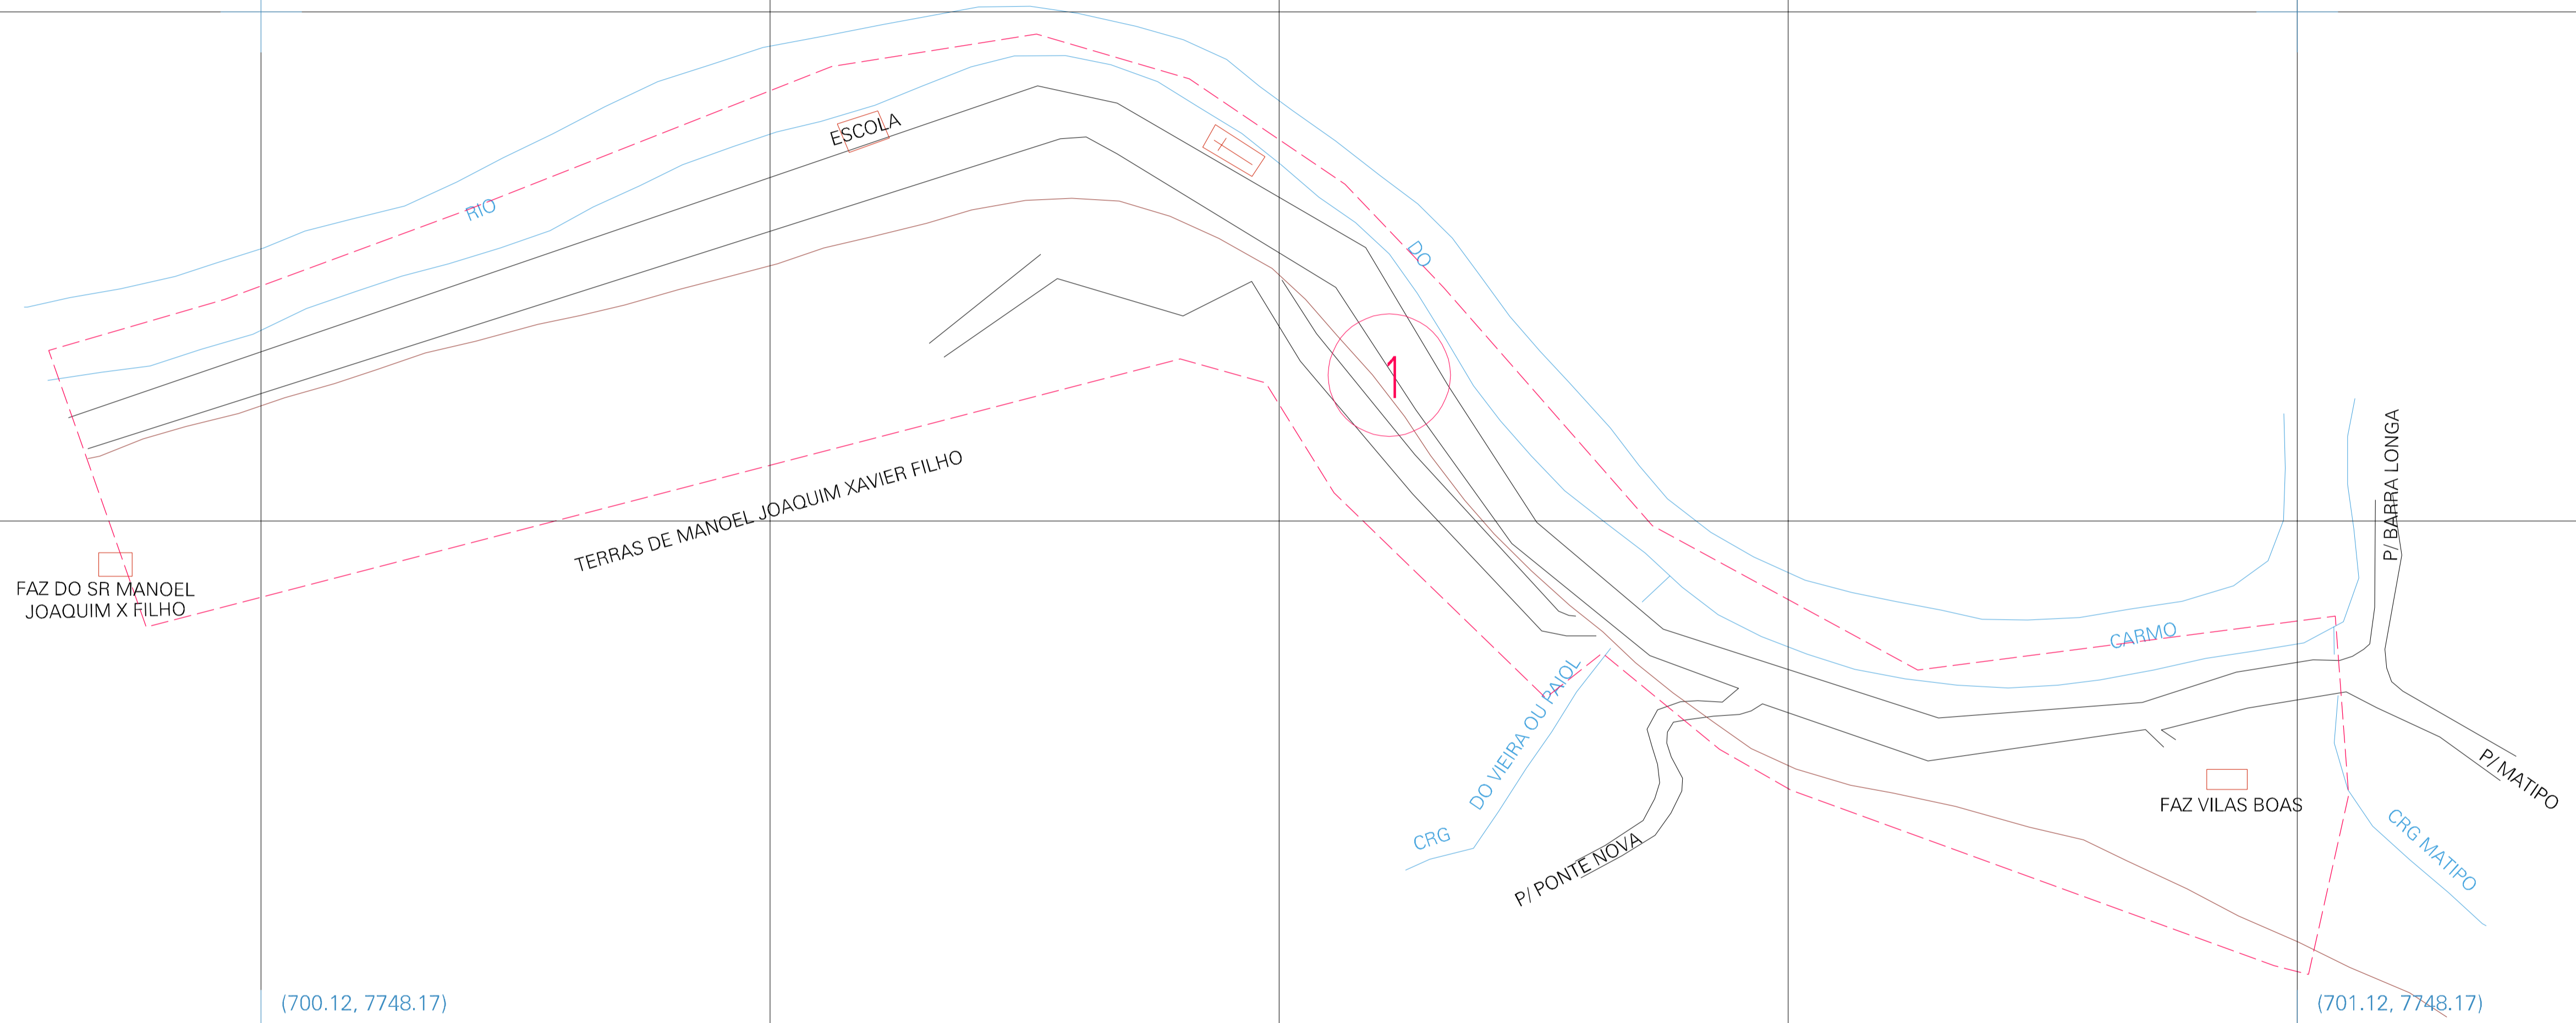 ESCOLA
RIO
DO
1
P/ BARRA LONGA
TERRAS DE MANOEL JOAQUIM XAVIER FILHO
FAZ DO SR MANOEL
JOAQUIM X FILHO
CARMO
DO VIEIRA OU PAIOL
CRG
P/ PONTE NOVA
P/ MATIPO
FAZ VILAS BOAS
CRG MATIPO
(700.12, 7748.17)
(701.12, 7748.17)